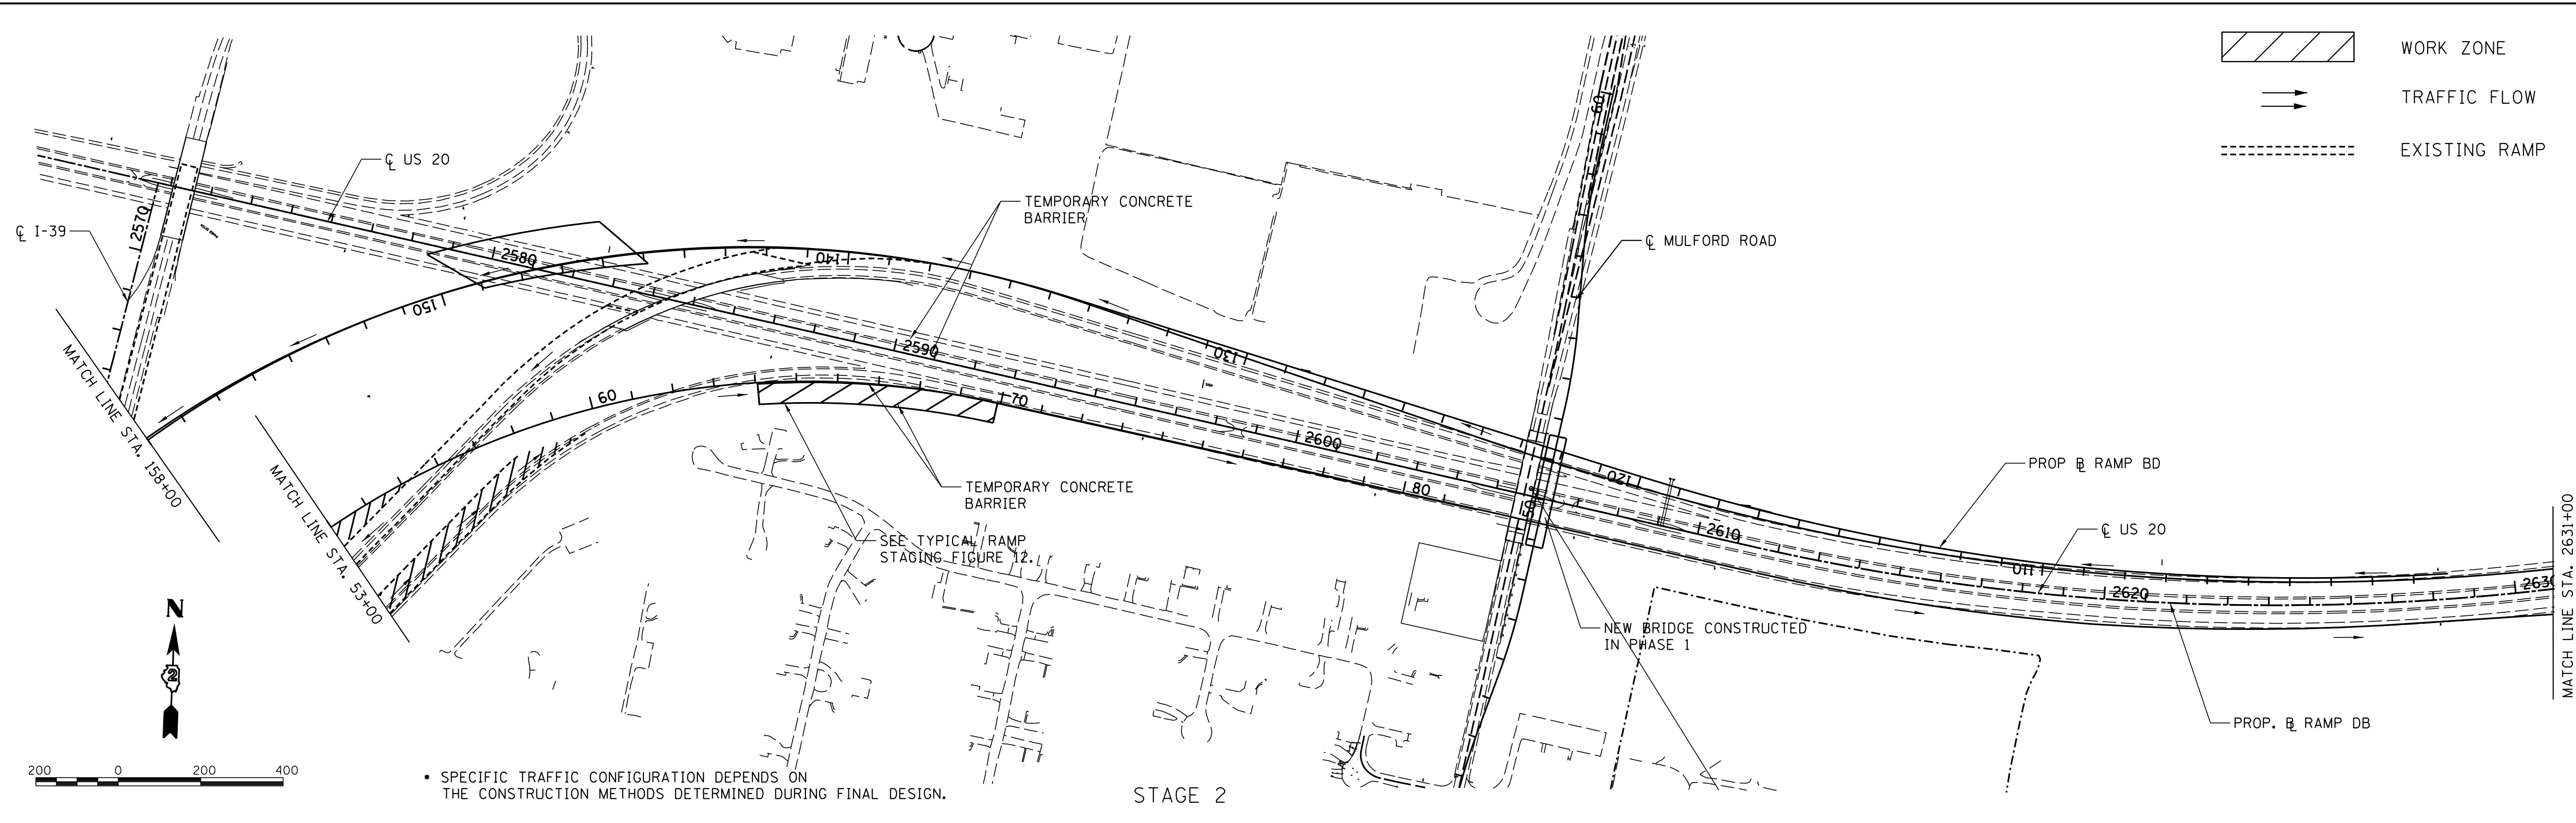 WORK ZONE
TRAFFIC FLOW
EXISTING RAMP
℄ US 20
℄ I-39
2570
2580
TEMPORARY CONCRETE
BARRIER
140
150
2590
130
60
℄ MULFORD ROAD
MATCH LINE STA. 158+00
MATCH LINE STA. 53+00
60
70
2600
80
TEMPORARY CONCRETE
BARRIER
SEE TYPICAL RAMP
STAGING FIGURE 12.
50
120
2610
PROP ℄ RAMP BD
℄ US 20
110
2620
2630
MATCH LINE STA. 2631+00
NEW BRIDGE CONSTRUCTED
IN PHASE 1
PROP. ℄ RAMP DB
N
2
200 0 200 400
* SPECIFIC TRAFFIC CONFIGURATION DEPENDS ON
THE CONSTRUCTION METHODS DETERMINED DURING FINAL DESIGN.
STAGE 2